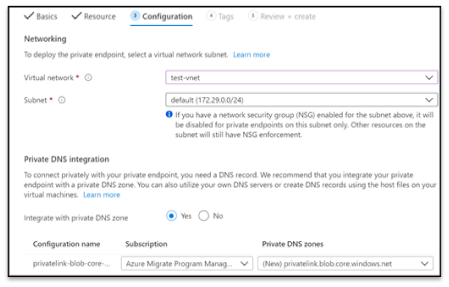 Basics Resource 3 Configuration 4 Tags 5 Review + create
Networking
To deploy the private endpoint, select a virtual network subnet. Learn more
Virtual network * test-vnet
Subnet * default (172.29.0.0/24)
If you have a network security group (NSG) enabled for the subnet above, it will
be disabled for private endpoints on this subnet only. Other resources on the
subnet will still have NSG enforcement.
Private DNS integration
To connect privately with your private endpoint, you need a DNS record. We recommend that you integrate your private
endpoint with a private DNS zone. You can also utilize your own DNS servers or create DNS records using the host files on your
virtual machines. Learn more
Integrate with private DNS zone Yes No
Configuration name Subscription Private DNS zones
privatelink-blob-core-... Azure Migrate Program Manag... (New) privatelink.blob.core.windows.net